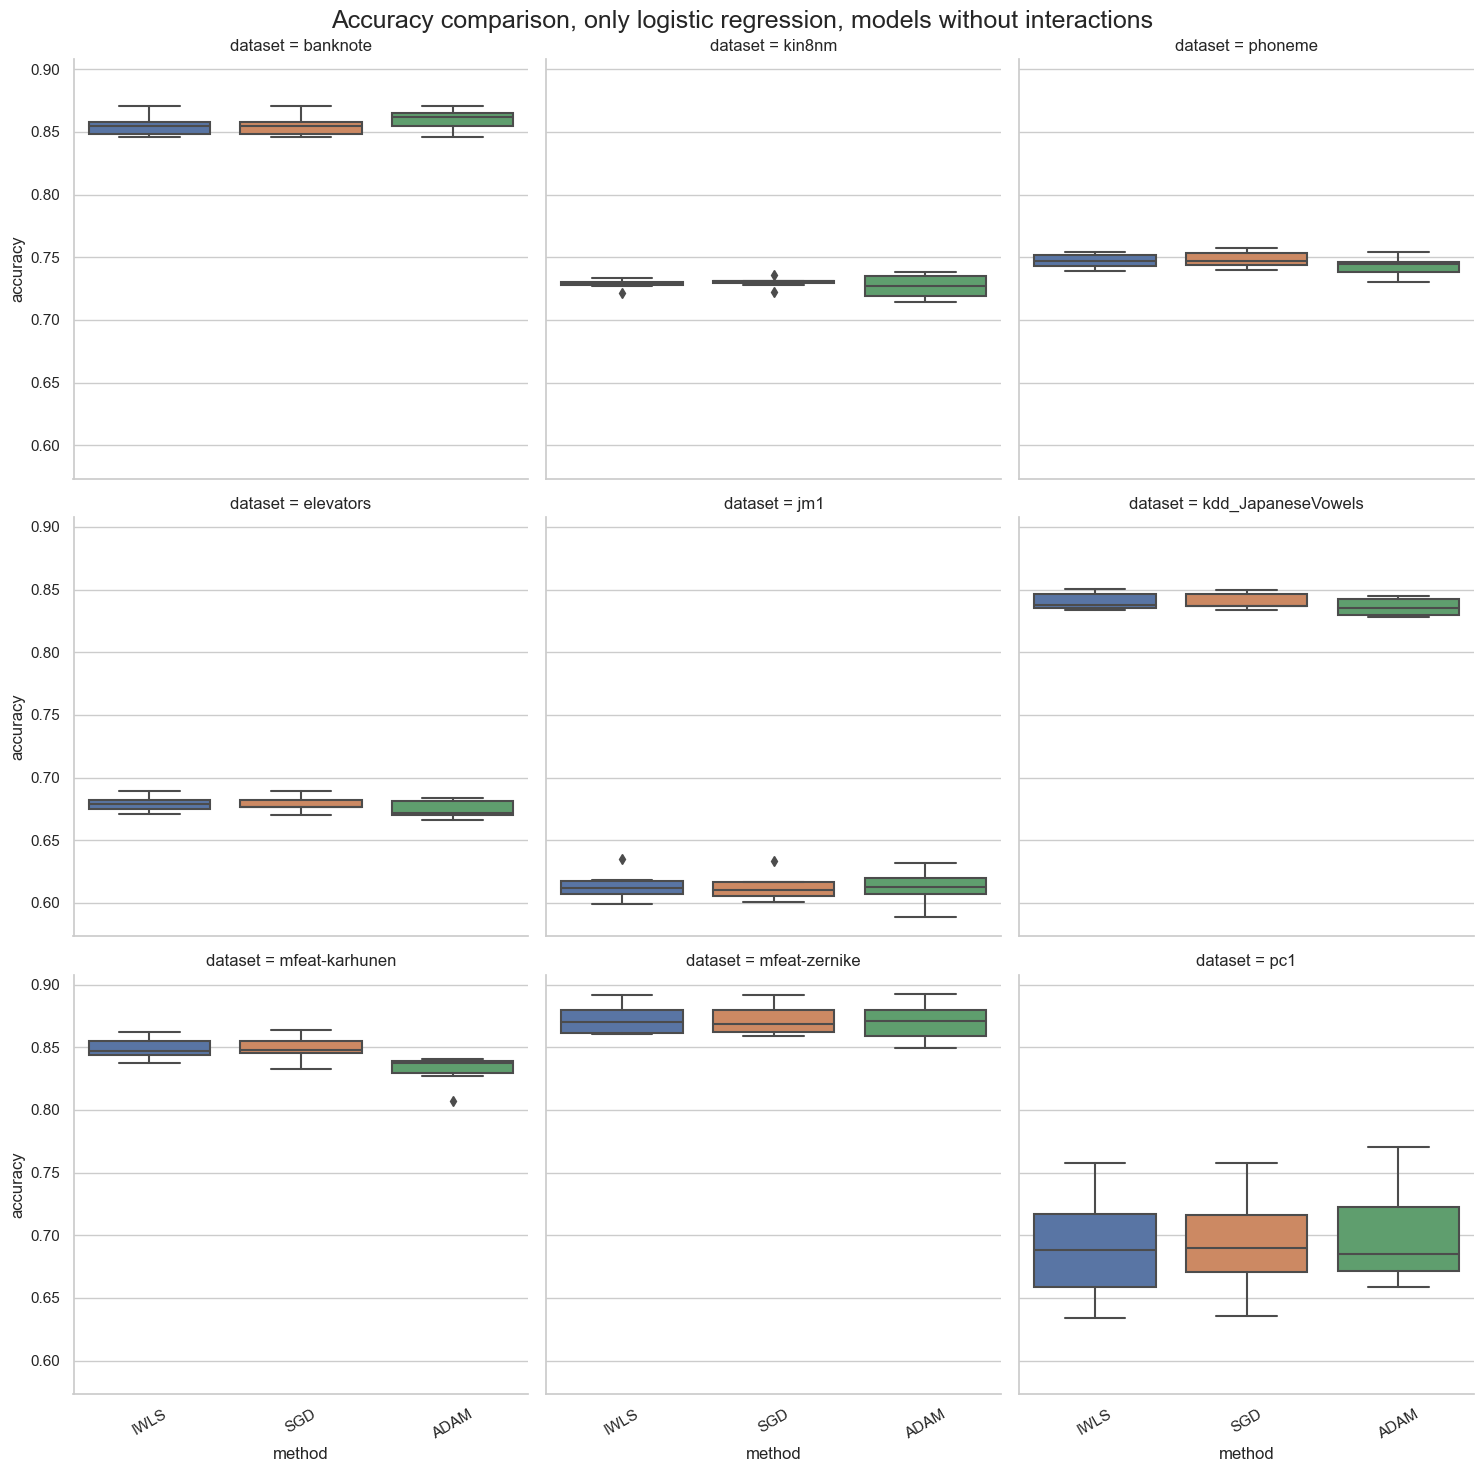 Accuracy comparison, only logistic regression, models without interactions
dataset = banknote
dataset = kin8nm
dataset = phoneme
0.90
0.85
0.80
0.75
0.70
0.65
0.60
accuracy
dataset = elevators
dataset = jm1
dataset = kdd_JapaneseVowels
0.90
0.85
0.80
0.75
0.70
0.65
0.60
accuracy
dataset = mfeat-karhunen
dataset = mfeat-zernike
dataset = pc1
0.90
0.85
0.80
0.75
0.70
0.65
0.60
accuracy
IWLS
SGD
ADAM
IWLS
SGD
ADAM
IWLS
SGD
ADAM
method
method
method